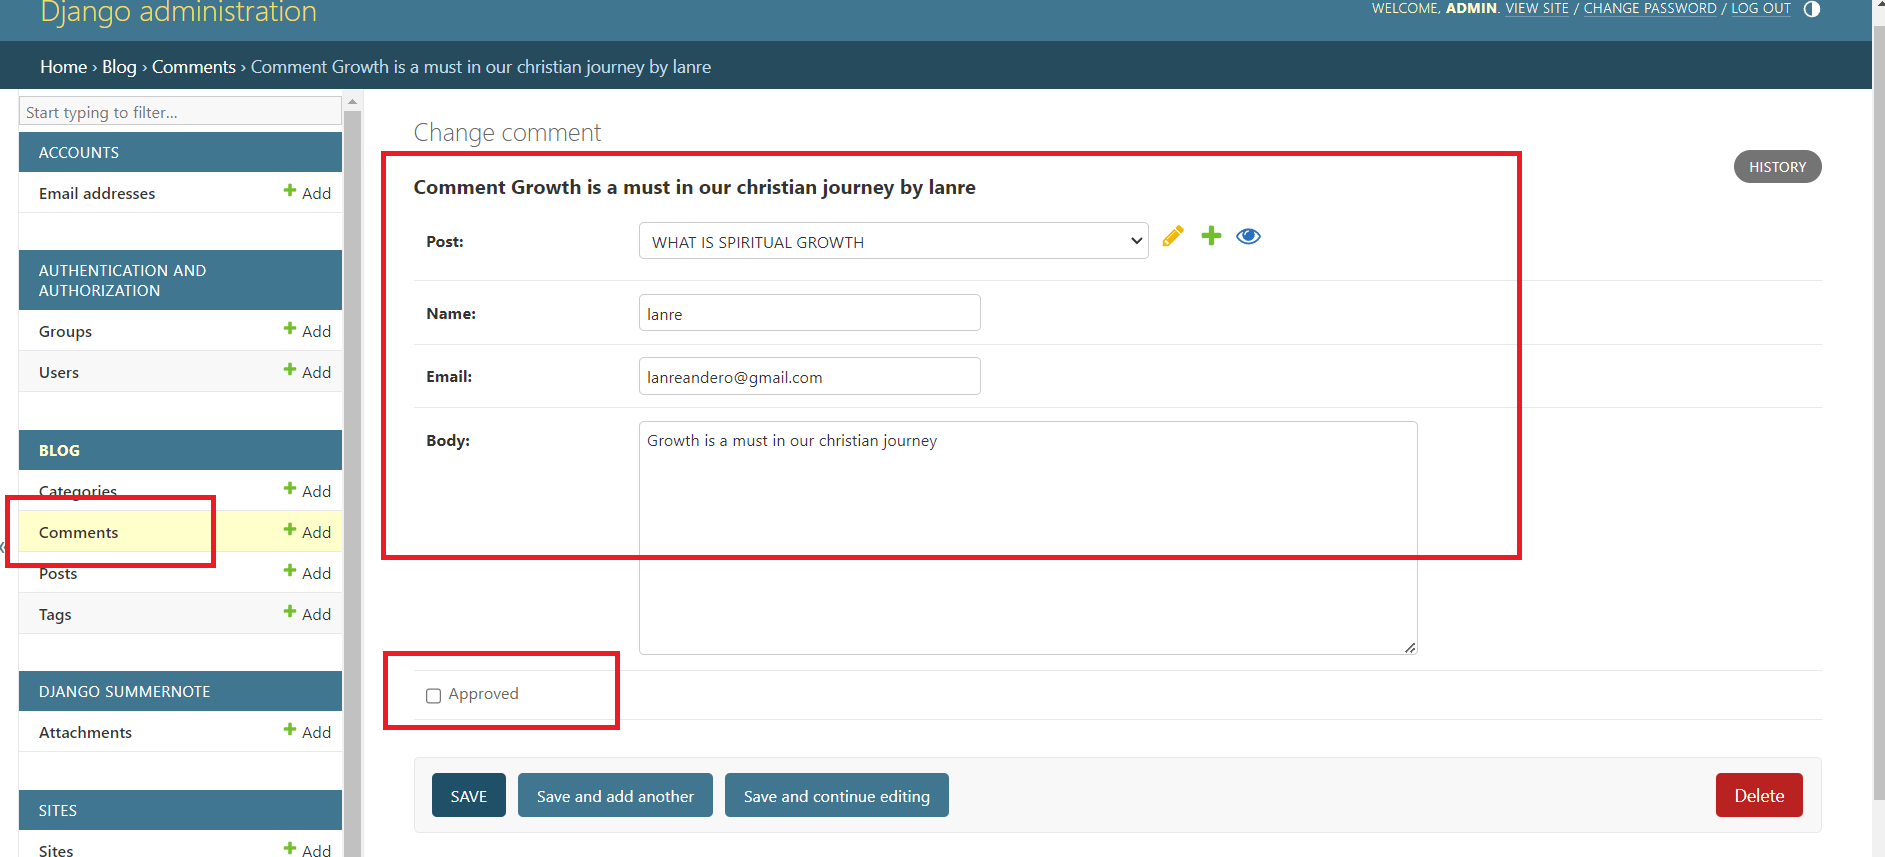 Django administration
WELCOME, ADMIN. VIEW SITE / CHANGE PASSWORD / LOG OUT
Home › Blog › Comments › Comment Growth is a must in our christian journey by lanre
Start typing to filter...
ACCOUNTS
Email addresses + Add
AUTHENTICATION AND
AUTHORIZATION
Groups + Add
Users + Add
BLOG
Categories + Add
Comments + Add
Posts + Add
Tags + Add
DJANGO SUMMERNOTE
Attachments + Add
SITES
Sites + Add
«
Change comment
HISTORY
Comment Growth is a must in our christian journey by lanre
Post: WHAT IS SPIRITUAL GROWTH
Name: lanre
Email: lanreandero@gmail.com
Body: Growth is a must in our christian journey
Approved
SAVE Save and add another Save and continue editing Delete